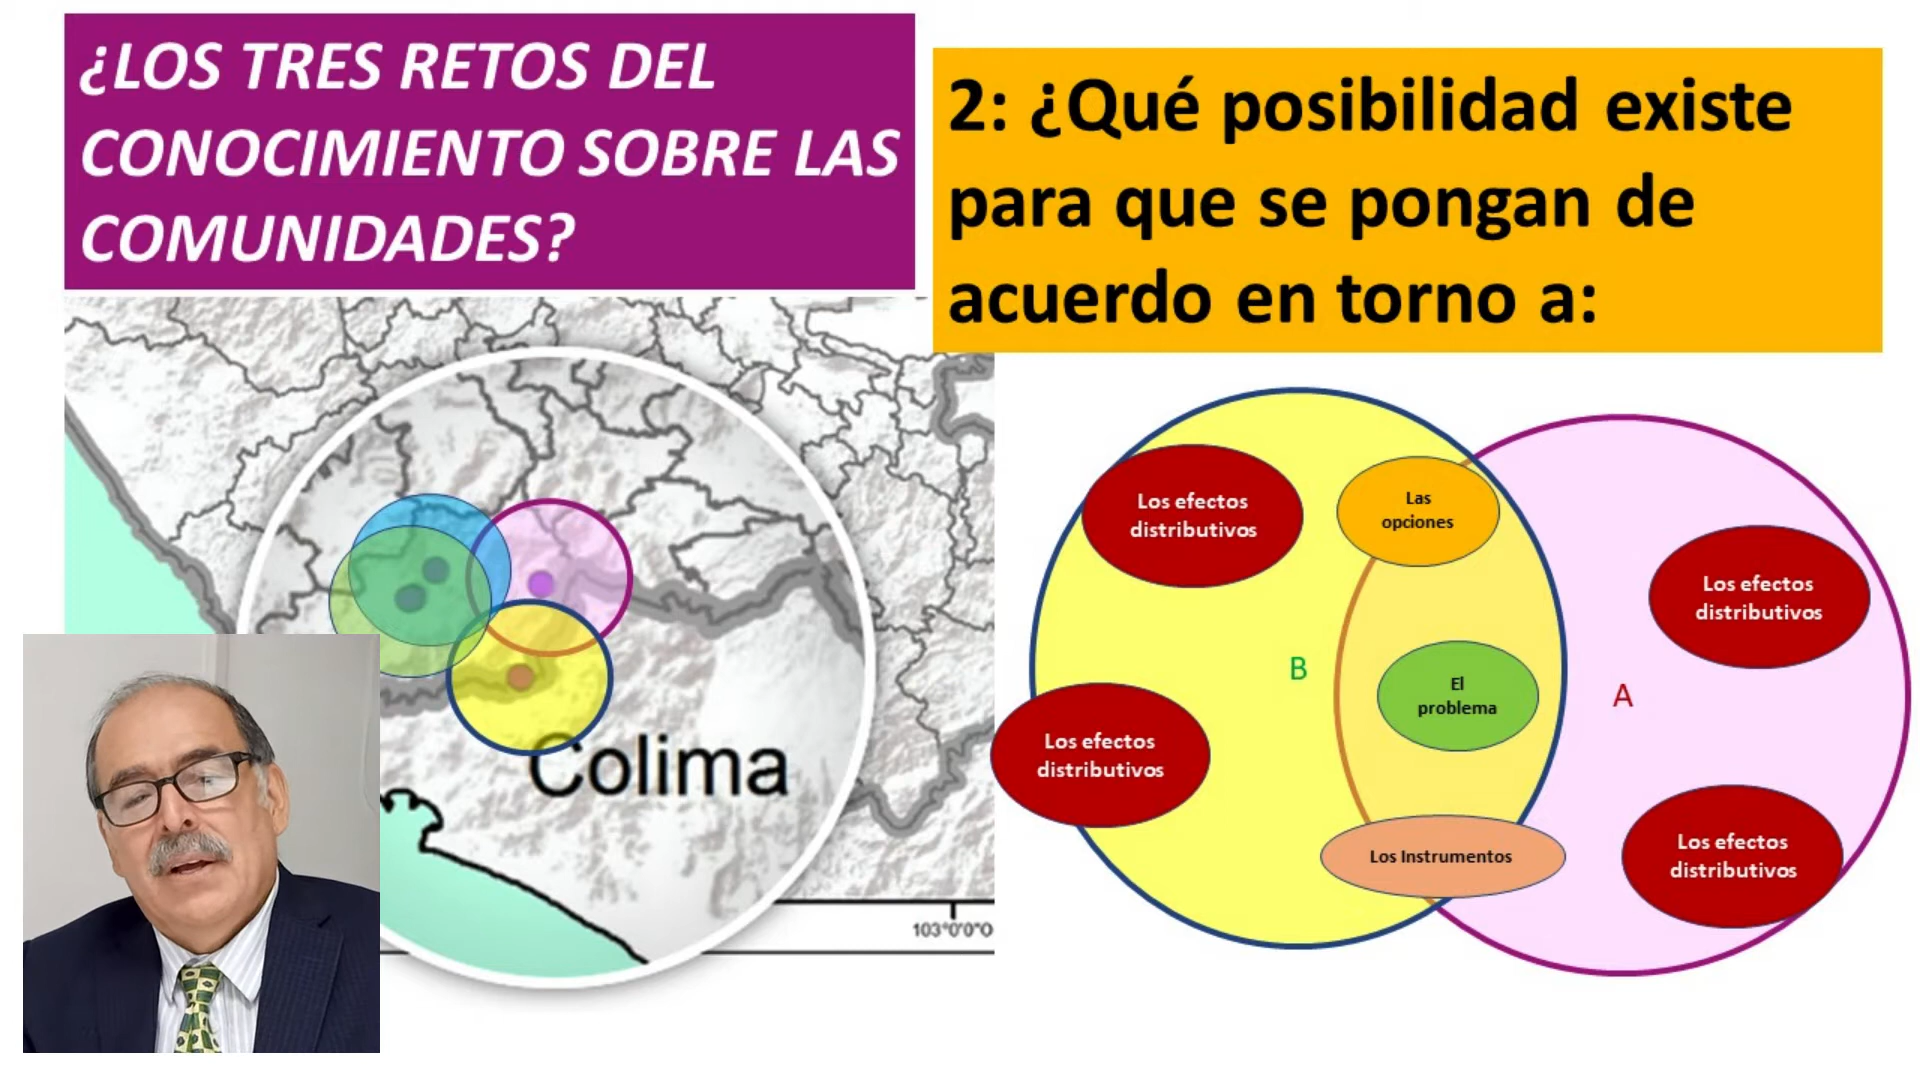 ¿LOS TRES RETOS DEL
CONOCIMIENTO SOBRE LAS
COMUNIDADES?
2: ¿Qué posibilidad existe
para que se pongan de
acuerdo en torno a:
Colima
103°0'0"O
Los efectos
distributivos
Las
opciones
Los efectos
distributivos
B
El
problema
A
Los efectos
distributivos
Los Instrumentos
Los efectos
distributivos